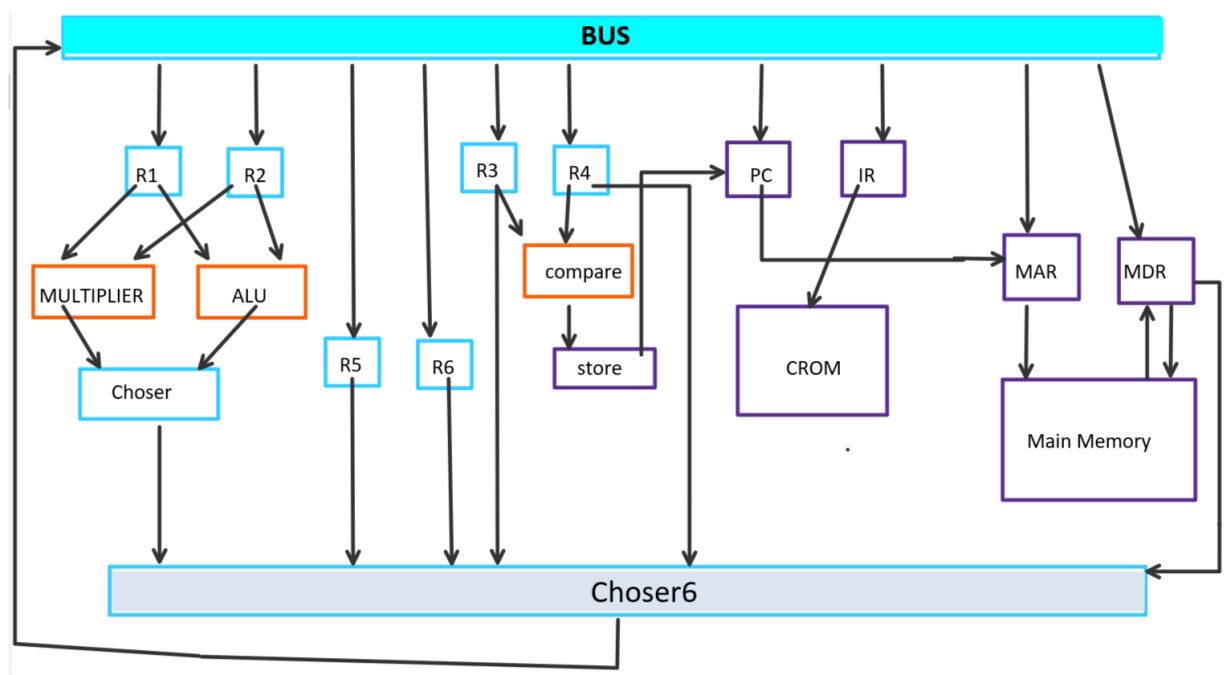 BUS
R1
R2
R3
R4
PC
IR
MULTIPLIER
ALU
compare
MAR
MDR
R5
R6
store
CROM
Choser
Main Memory
Choser6